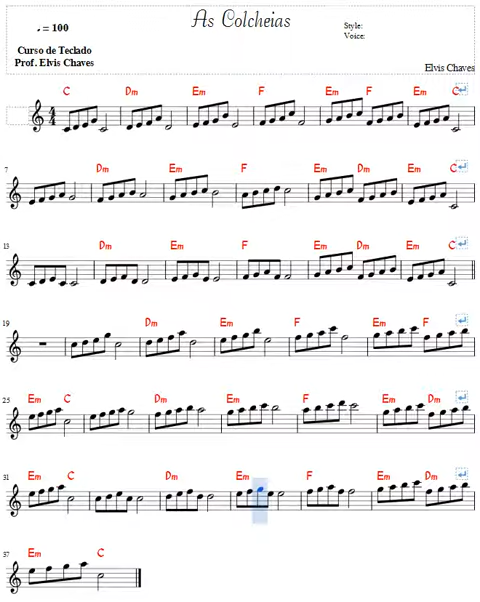 As Colcheias
♩ = 100
Style:
Voice:
Curso de Teclado
Prof. Elvis Chaves
Elvis Chaves
C Dm Em F Em F Em C
4
4
7
Dm Em F Em Dm Em C
13
Dm Em F Em Dm Em C
19
Dm Em F Em F
25
Em C Dm Em F Em Dm
31
Em C Dm Em F Em Dm
37
Em C